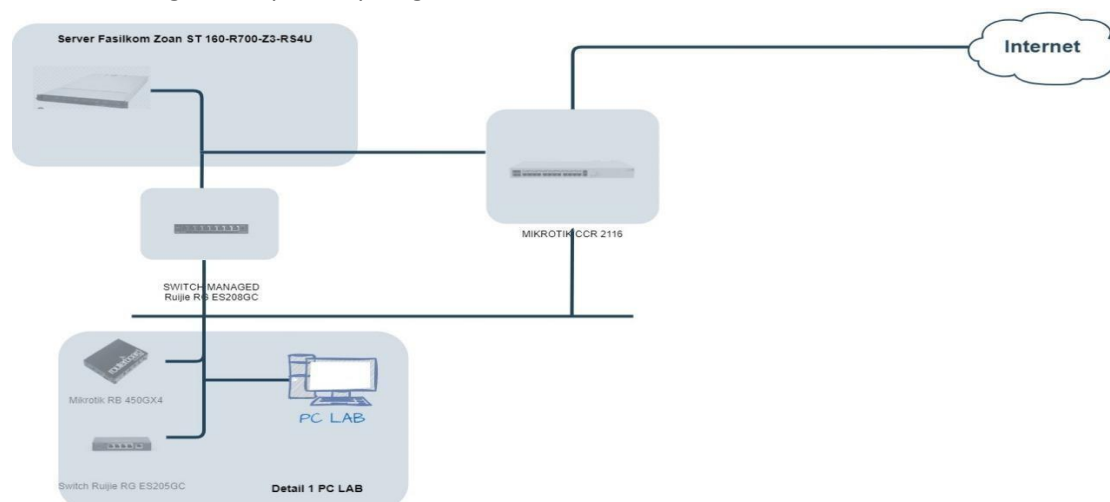 Server Fasilkom Zoan ST 160-R700-Z3-RS4U
Internet
MIKROTIK CCR 2116
SWITCH MANAGED
Ruijie RG ES208GC
Mikrotik RB 450GX4
PC LAB
Switch Ruijie RG ES205GC
Detail 1 PC LAB